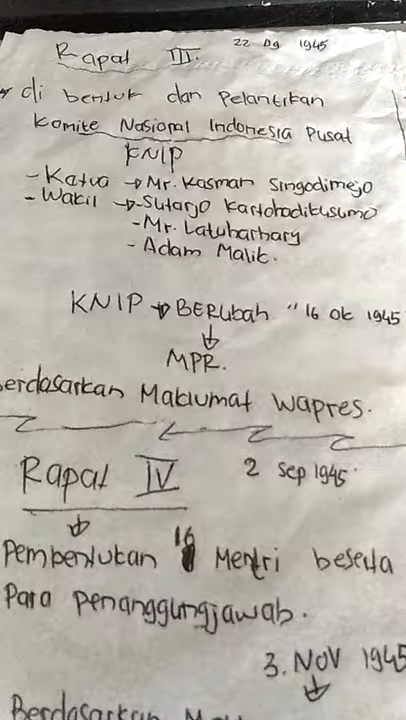 Rapat III 22 Ag 1945
di bentuk dan Pelantikan
Komite Nasional Indonesia Pusat
KNIP
- Ketua → Mr. Kasman Singodimejo
- Wakil → Sutarjo Kartohadikusumo
- Mr. Latuharhary
- Adam Malik.
KNIP → BERUbah "16 ok 1945
MPR.
erdasarkan Maklumat Wapres.
Rapat IV 2 Sep 1945
Pembentukan 16 Mentri beserta
Para penanggungjawab.
3. NOV 1945
Berdasarkan